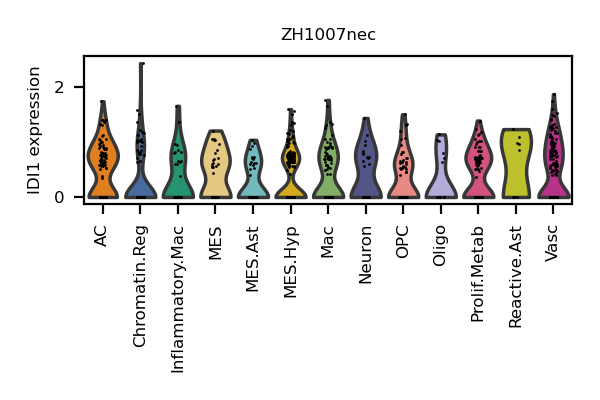 ZH1007nec
IDI1 expression
2
0
AC
Chromatin.Reg
Inflammatory.Mac
MES
MES.Ast
MES.Hyp
Mac
Neuron
OPC
Oligo
Prolif.Metab
Reactive.Ast
Vasc